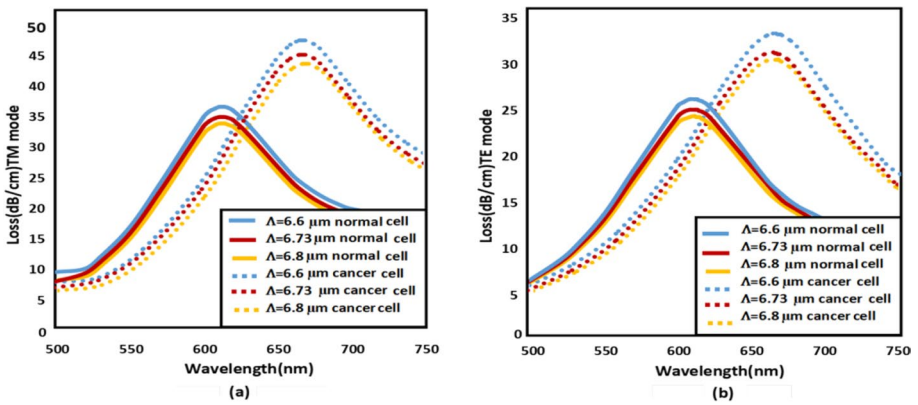 50
45
40
35
30
25
20
15
10
5
0
Loss(dB/cm)TM mode
Λ=6.6 μm normal cell
Λ=6.73 μm normal cell
Λ=6.8 μm normal cell
Λ=6.6 μm cancer cell
Λ=6.73 μm cancer cell
Λ=6.8 μm cancer cell
500 550 600 650 700 750
Wavelength(nm)
(a)
35
30
25
20
15
10
5
0
Loss(dB/cm)TE mode
Λ=6.6 μm normal cell
Λ=6.73 μm normal cell
Λ=6.8 μm normal cell
Λ=6.6 μm cancer cell
Λ=6.73 μm cancer cell
Λ=6.8 μm cancer cell
500 550 600 650 700 750
Wavelength(nm)
(b)